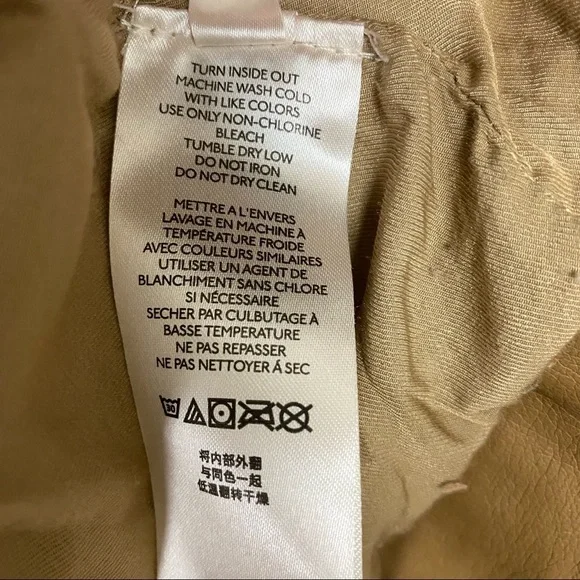 TURN INSIDE OUT
MACHINE WASH COLD
WITH LIKE COLORS
USE ONLY NON-CHLORINE
BLEACH
TUMBLE DRY LOW
DO NOT IRON
DO NOT DRY CLEAN
METTRE A L'ENVERS
LAVAGE EN MACHINE À
TEMPÉRATURE FROIDE
AVEC COULEURS SIMILAIRES
UTILISER UN AGENT DE
BLANCHIMENT SANS CHLORE
SI NÉCESSAIRE
SECHER PAR CULBUTAGE À
BASSE TEMPERATURE
NE PAS REPASSER
NE PAS NETTOYER Á SEC
30
将内部外翻
与同色一起
低温翻转干燥